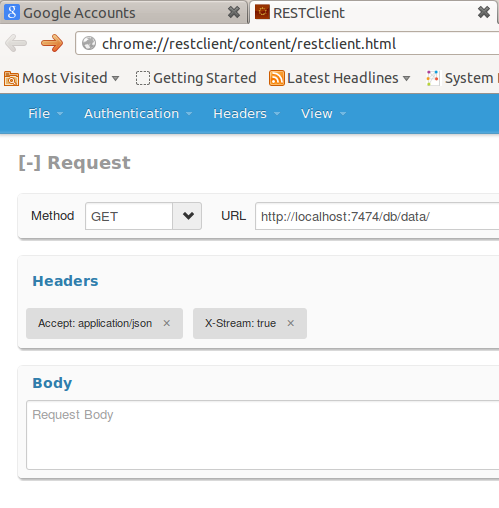 Google Accounts RESTClient
chrome://restclient/content/restclient.html
Most Visited Getting Started Latest Headlines System
File Authentication Headers View
[-] Request
Method GET URL http://localhost:7474/db/data/
Headers
Accept: application/json × X-Stream: true ×
Body
Request Body